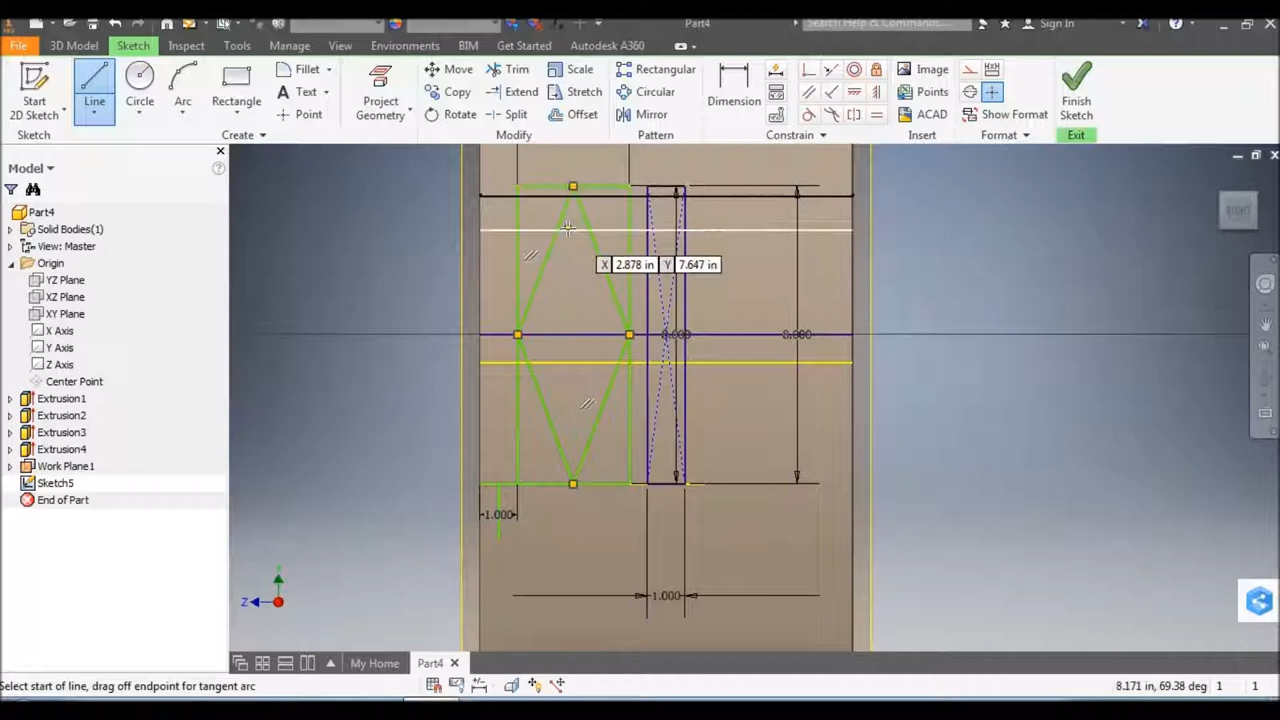 Part4
Search Help & Commands...
Sign In
File 3D Model Sketch Inspect Tools Manage View Environments BIM Get Started Autodesk A360
Start 2D Sketch
Line
Circle
Arc
Rectangle
Fillet
Text
Point
Project Geometry
Move
Copy
Rotate
Trim
Extend
Split
Scale
Stretch
Offset
Rectangular
Circular
Mirror
Dimension
Image
Points
ACAD
Show Format
Finish Sketch
Sketch
Create
Modify
Pattern
Constrain
Insert
Format
Exit
Model
Part4
Solid Bodies(1)
View: Master
Origin
YZ Plane
XZ Plane
XY Plane
X Axis
Y Axis
Z Axis
Center Point
Extrusion1
Extrusion2
Extrusion3
Extrusion4
Work Plane1
Sketch5
End of Part
RIGHT
X 2.878 in Y 7.647 in
8.000
8.000
1.000
1.000
Z
My Home
Part4
Select start of line, drag off endpoint for tangent arc
8.171 in, 69.38 deg 1 1